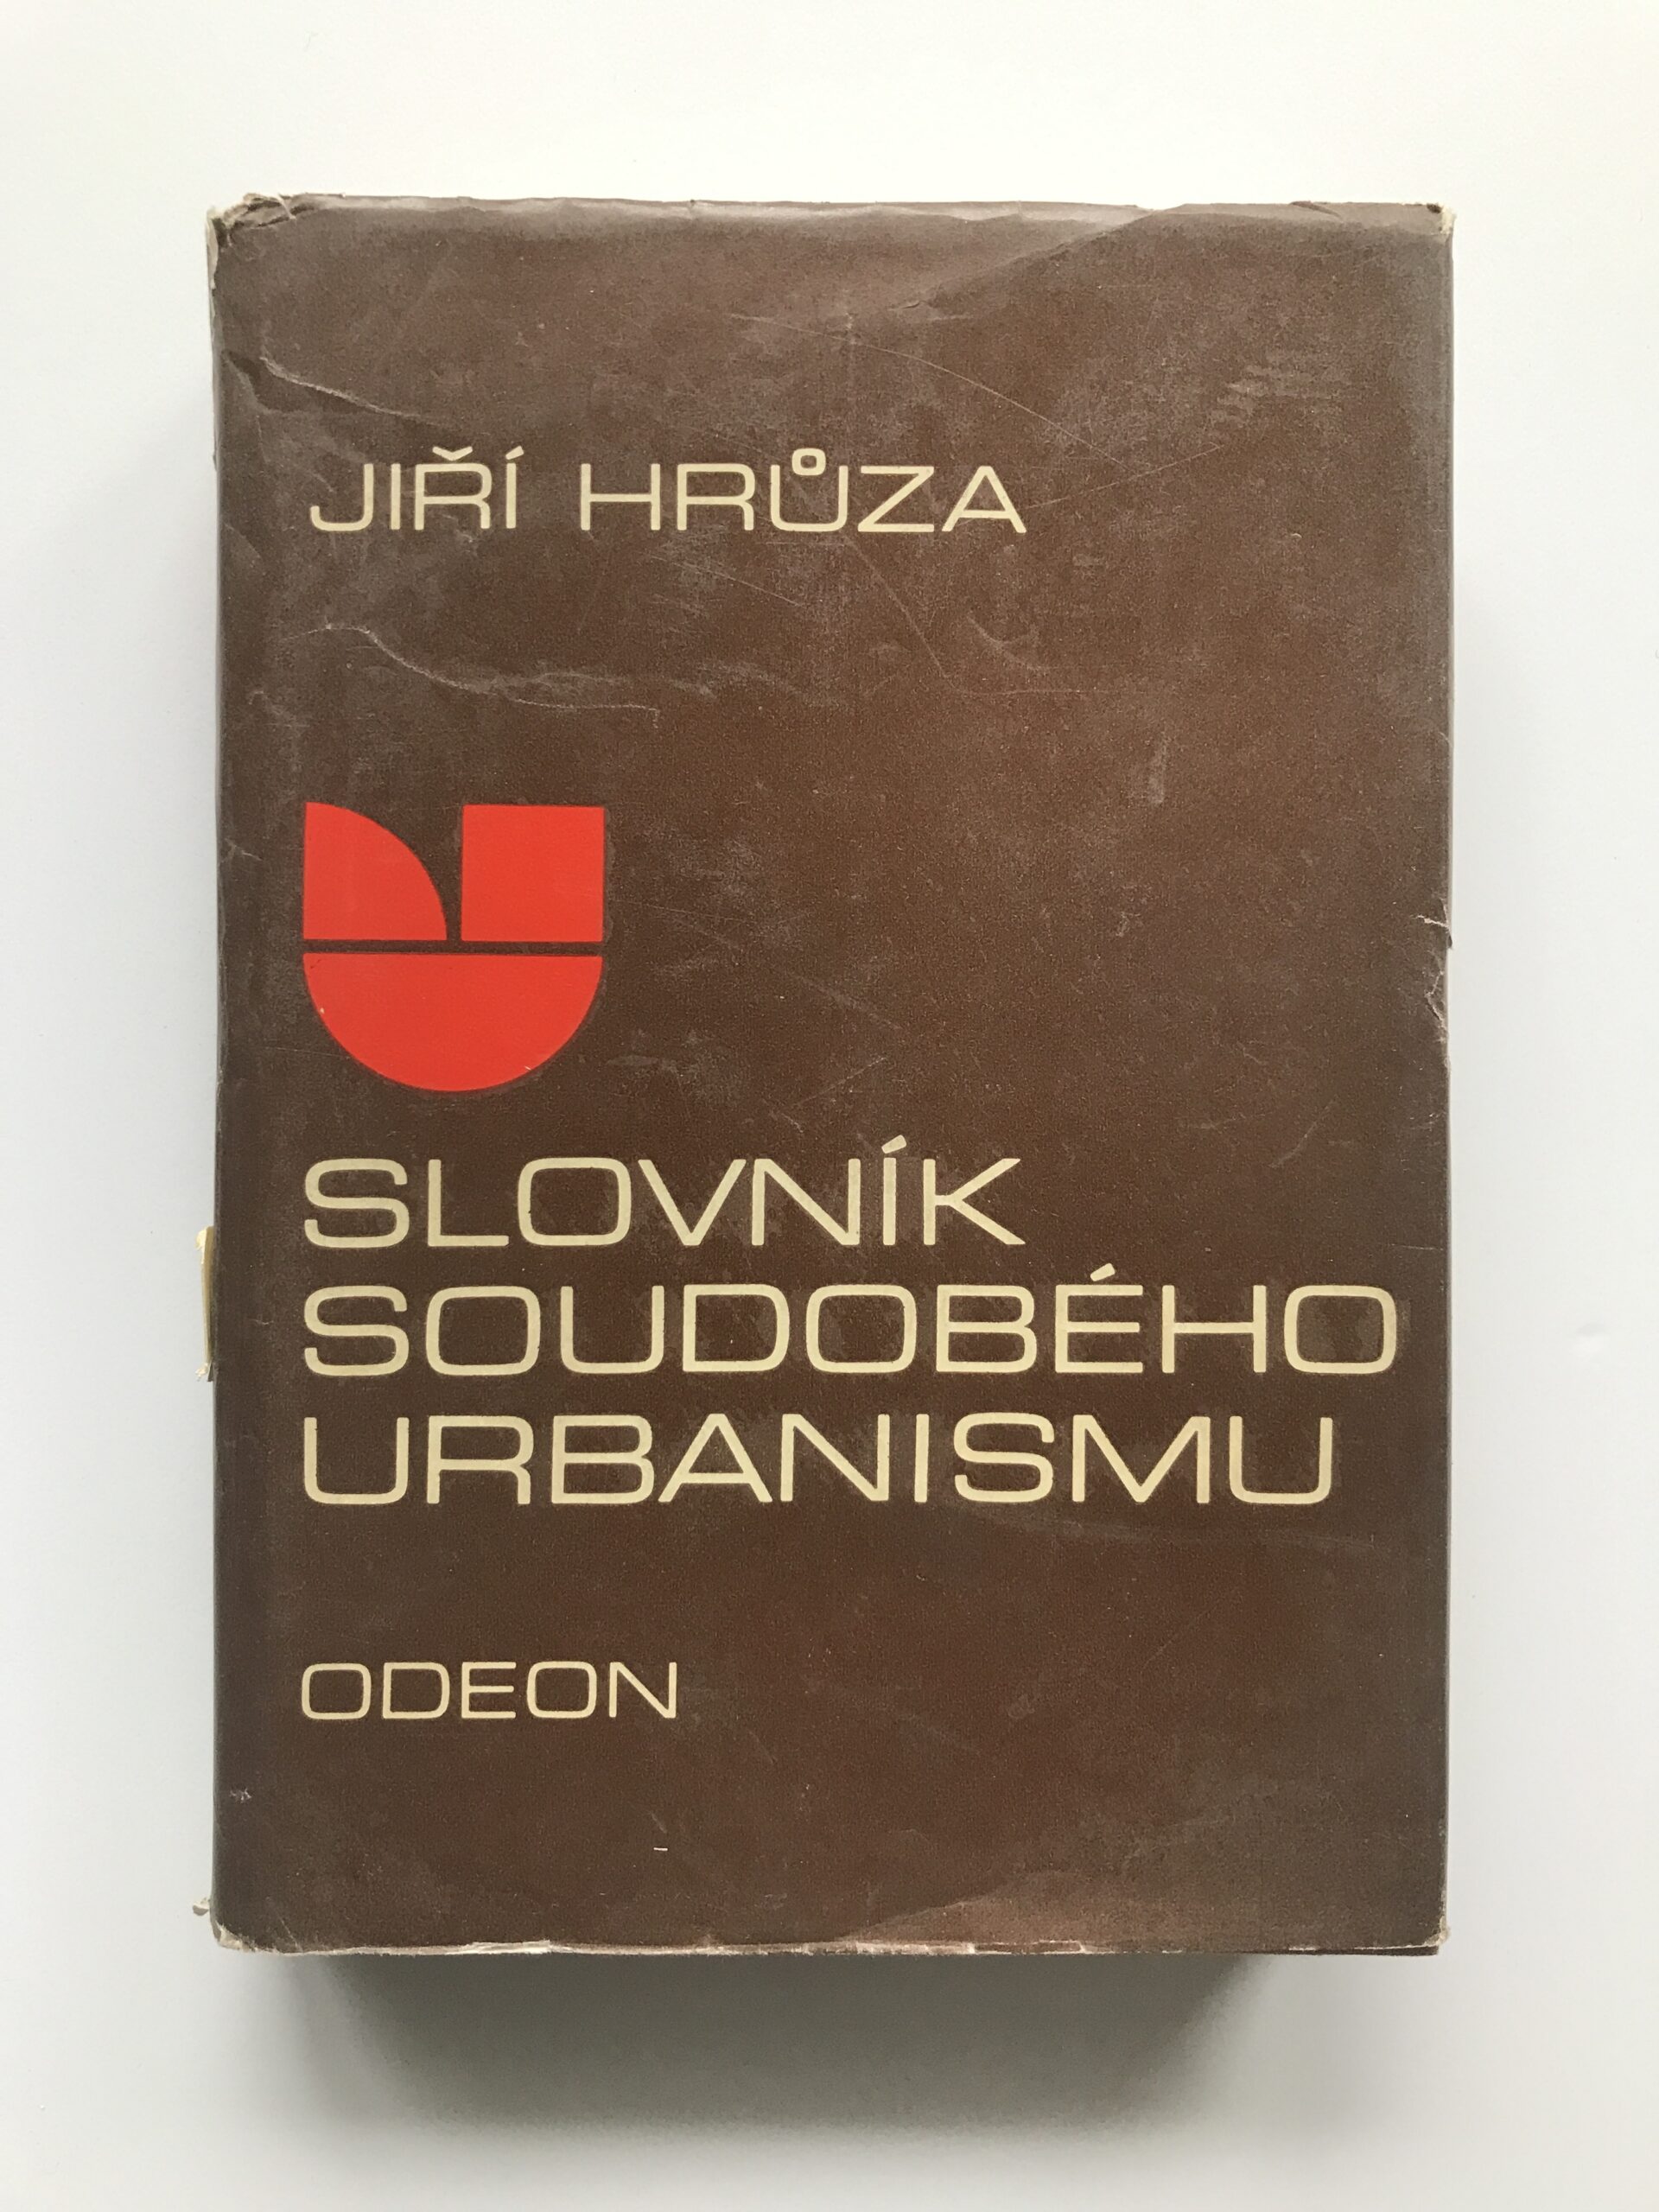 JIŘÍ HRŮZA
SLOVNÍK
SOUDOBÉHO
URBANISMU
ODEON